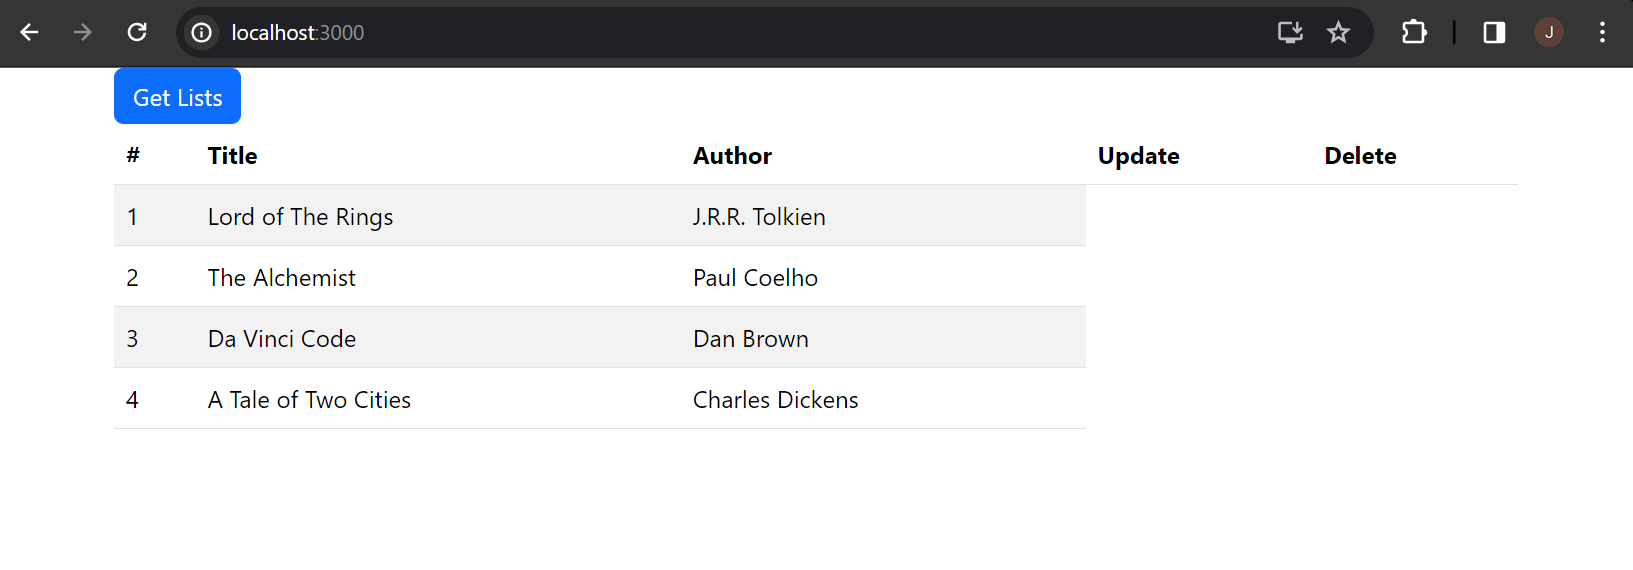 localhost:3000
J
Get Lists
# Title Author Update Delete
1 Lord of The Rings J.R.R. Tolkien
2 The Alchemist Paul Coelho
3 Da Vinci Code Dan Brown
4 A Tale of Two Cities Charles Dickens